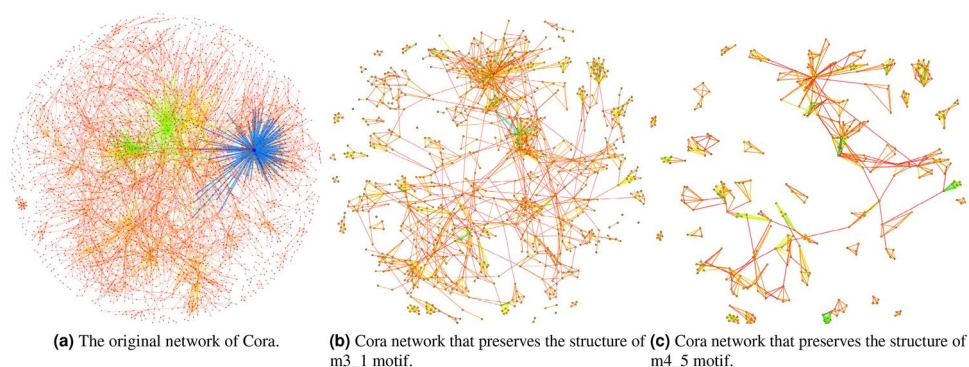 (a) The original network of Cora.
(b) Cora network that preserves the structure of
m3_1 motif.
(c) Cora network that preserves the structure of
m4_5 motif.